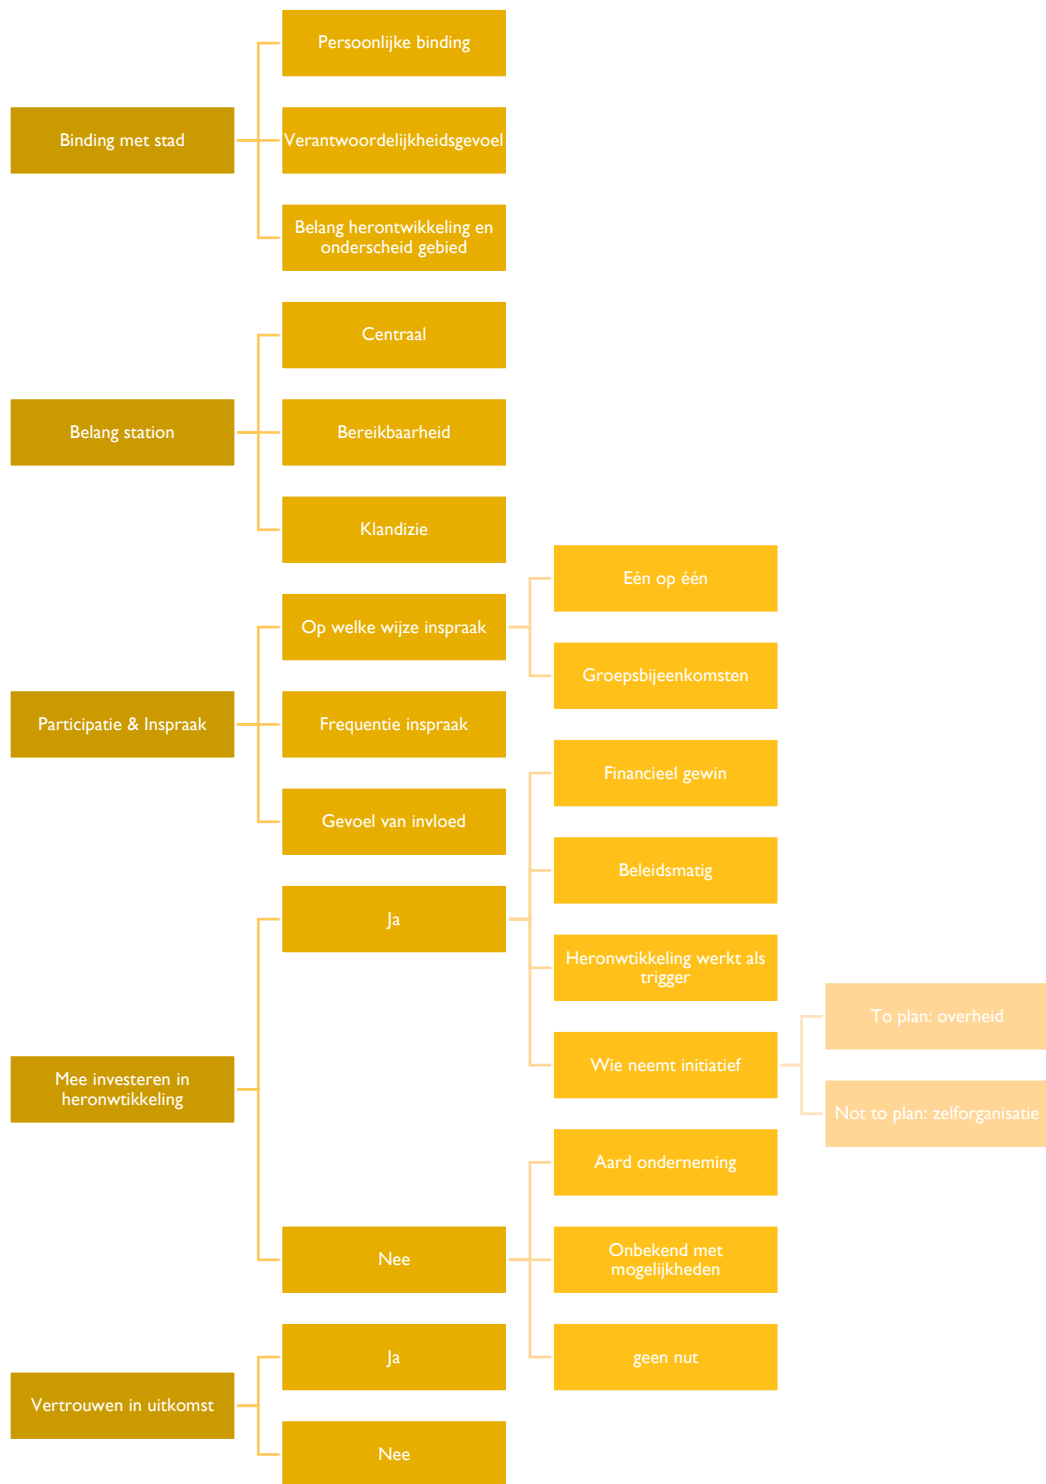 Binding met stad
Persoonlijke binding
Verantwoordelijkheidsgevoel
Belang herontwikkeling en
onderscheid gebied
Belang station
Centraal
Bereikbaarheid
Klandizie
Participatie & Inspraak
Op welke wijze inspraak
Eén op één
Groepsbijeenkomsten
Frequentie inspraak
Gevoel van invloed
Mee investeren in
heronwtikkeling
Ja
Financieel gewin
Beleidsmatig
Heronwtikkeling werkt als
trigger
Wie neemt initiatief
To plan: overheid
Not to plan: zelforganisatie
Nee
Aard onderneming
Onbekend met
mogelijkheden
geen nut
Vertrouwen in uitkomst
Ja
Nee